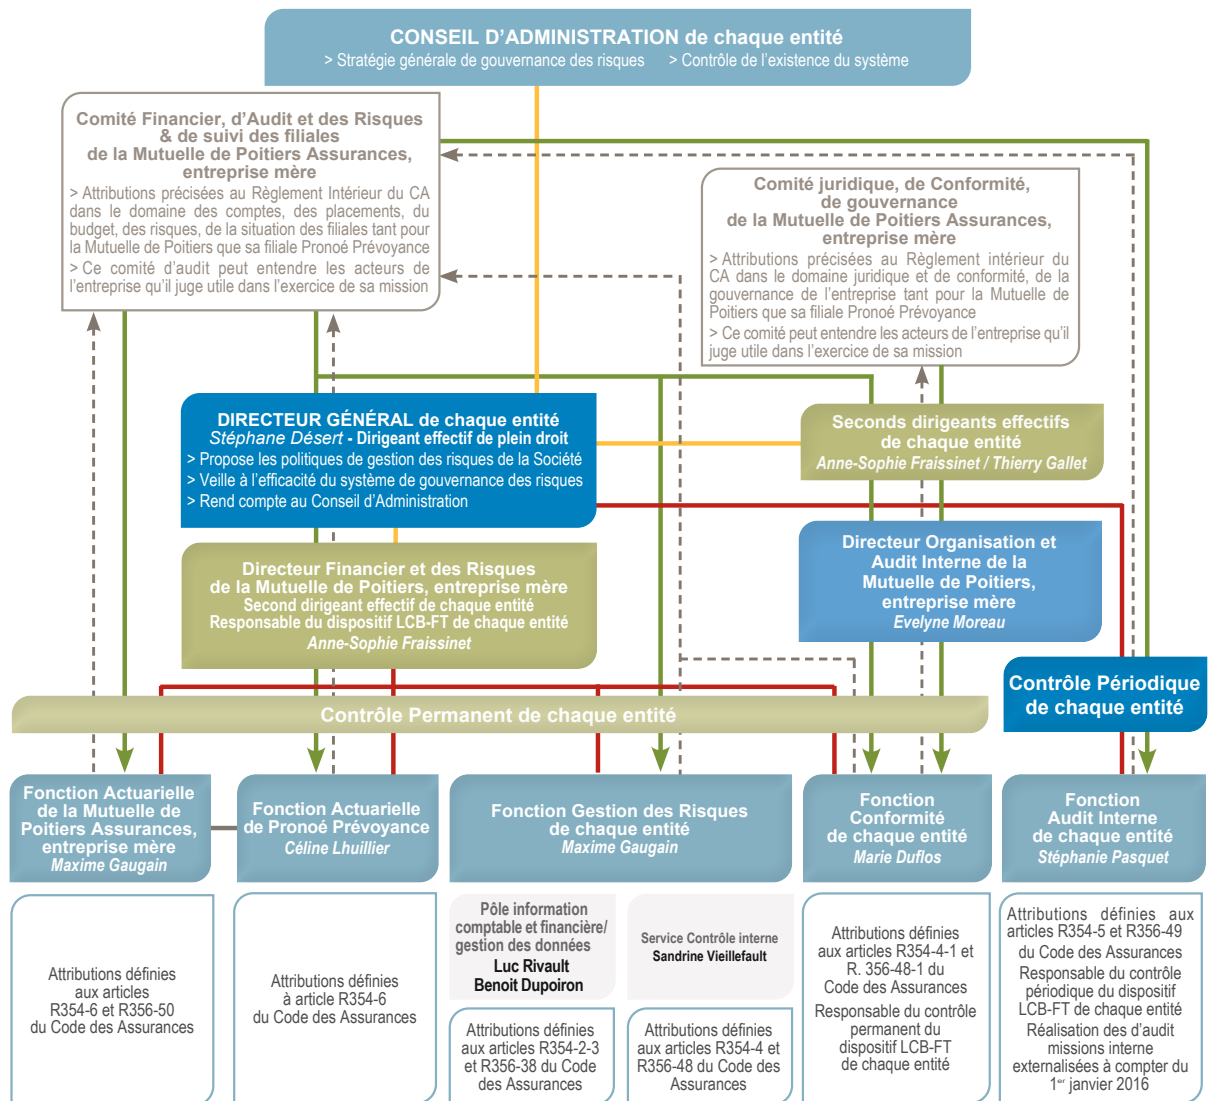 CONSEIL D'ADMINISTRATION de chaque entité
> Stratégie générale de gouvernance des risques > Contrôle de l'existence du système
Comité Financier, d'Audit et des Risques
& de suivi des filiales
de la Mutuelle de Poitiers Assurances,
entreprise mère
> Attributions précisées au Règlement Intérieur du CA
dans le domaine des comptes, des placements, du
budget, des risques, de la situation des filiales tant pour
la Mutuelle de Poitiers que sa filiale Pronoé Prévoyance
> Ce comité d'audit peut entendre les acteurs de
l'entreprise qu'il juge utile dans l'exercice de sa mission
Comité juridique, de Conformité,
de gouvernance
de la Mutuelle de Poitiers Assurances,
entreprise mère
> Attributions précisées au Règlement intérieur du
CA dans le domaine juridique et de conformité, de la
gouvernance de l'entreprise tant pour la Mutuelle de
Poitiers que sa filiale Pronoé Prévoyance
> Ce comité peut entendre les acteurs de l'entreprise qu'il
juge utile dans l'exercice de sa mission
DIRECTEUR GÉNÉRAL de chaque entité
Stéphane Désert - Dirigeant effectif de plein droit
> Propose les politiques de gestion des risques de la Société
> Veille à l'efficacité du système de gouvernance des risques
> Rend compte au Conseil d'Administration
Seconds dirigeants effectifs
de chaque entité
Anne-Sophie Fraissinet / Thierry Gallet
Directeur Financier et des Risques
de la Mutuelle de Poitiers, entreprise mère
Second dirigeant effectif de chaque entité
Responsable du dispositif LCB-FT de chaque entité
Anne-Sophie Fraissinet
Directeur Organisation et
Audit Interne de la
Mutuelle de Poitiers,
entreprise mère
Evelyne Moreau
Contrôle Permanent de chaque entité
Contrôle Périodique
de chaque entité
Fonction Actuarielle
de la Mutuelle de
Poitiers Assurances,
entreprise mère
Maxime Gaugain
Fonction Actuarielle
de Pronoé Prévoyance
Céline Lhuillier
Fonction Gestion des Risques
de chaque entité
Maxime Gaugain
Fonction
Conformité
de chaque entité
Marie Duflos
Fonction
Audit Interne
de chaque entité
Stéphanie Pasquet
Attributions définies
aux articles
R354-6 et R356-50
du Code des Assurances
Attributions définies
à article R354-6
du Code des Assurances
Pôle information
comptable et financière/
gestion des données
Luc Rivault
Benoit Dupoiron
Attributions définies
aux articles R354-2-3
et R356-38 du Code
des Assurances
Service Contrôle interne
Sandrine Vieillefault
Attributions définies
aux articles R354-4 et
R356-48 du Code des
Assurances
Attributions définies
aux articles R354-4-1 et
R. 356-48-1 du
Code des Assurances
Responsable du contrôle
permanent du
dispositif LCB-FT
de chaque entité
Attributions définies aux
articles R354-5 et R356-49
du Code des Assurances
Responsable du contrôle
périodique du dispositif
LCB-FT de chaque entité
Réalisation des d'audit
missions interne
externalisées à compter du
1er janvier 2016